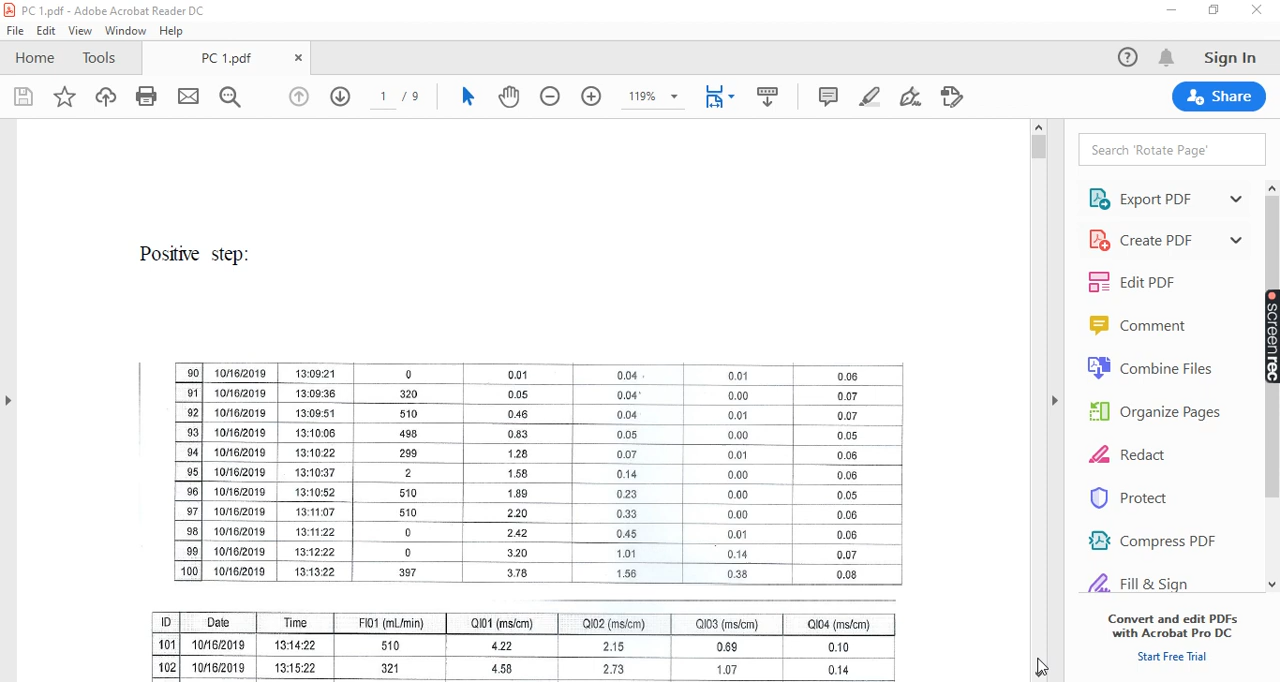 PC 1.pdf - Adobe Acrobat Reader DC
File Edit View Window Help
Home Tools PC 1.pdf × Sign In
1 / 9 119% Share
Search 'Rotate Page'
Export PDF
Create PDF
Edit PDF
Comment
Combine Files
Organize Pages
Redact
Protect
Compress PDF
Fill & Sign
Convert and edit PDFs
with Acrobat Pro DC
Start Free Trial
screenrec
Positive step:
90 10/16/2019 13:09:21 0 0.01 0.04 0.01 0.06
91 10/16/2019 13:09:36 320 0.05 0.04 0.00 0.07
92 10/16/2019 13:09:51 510 0.46 0.04 0.01 0.07
93 10/16/2019 13:10:06 498 0.83 0.05 0.00 0.05
94 10/16/2019 13:10:22 299 1.28 0.07 0.01 0.06
95 10/16/2019 13:10:37 2 1.58 0.14 0.00 0.06
96 10/16/2019 13:10:52 510 1.89 0.23 0.00 0.05
97 10/16/2019 13:11:07 510 2.20 0.33 0.00 0.06
98 10/16/2019 13:11:22 0 2.42 0.45 0.01 0.06
99 10/16/2019 13:12:22 0 3.20 1.01 0.14 0.07
100 10/16/2019 13:13:22 397 3.78 1.56 0.38 0.08
ID Date Time FI01 (mL/min) QI01 (ms/cm) QI02 (ms/cm) QI03 (ms/cm) QI04 (ms/cm)
101 10/16/2019 13:14:22 510 4.22 2.15 0.69 0.10
102 10/16/2019 13:15:22 321 4.58 2.73 1.07 0.14